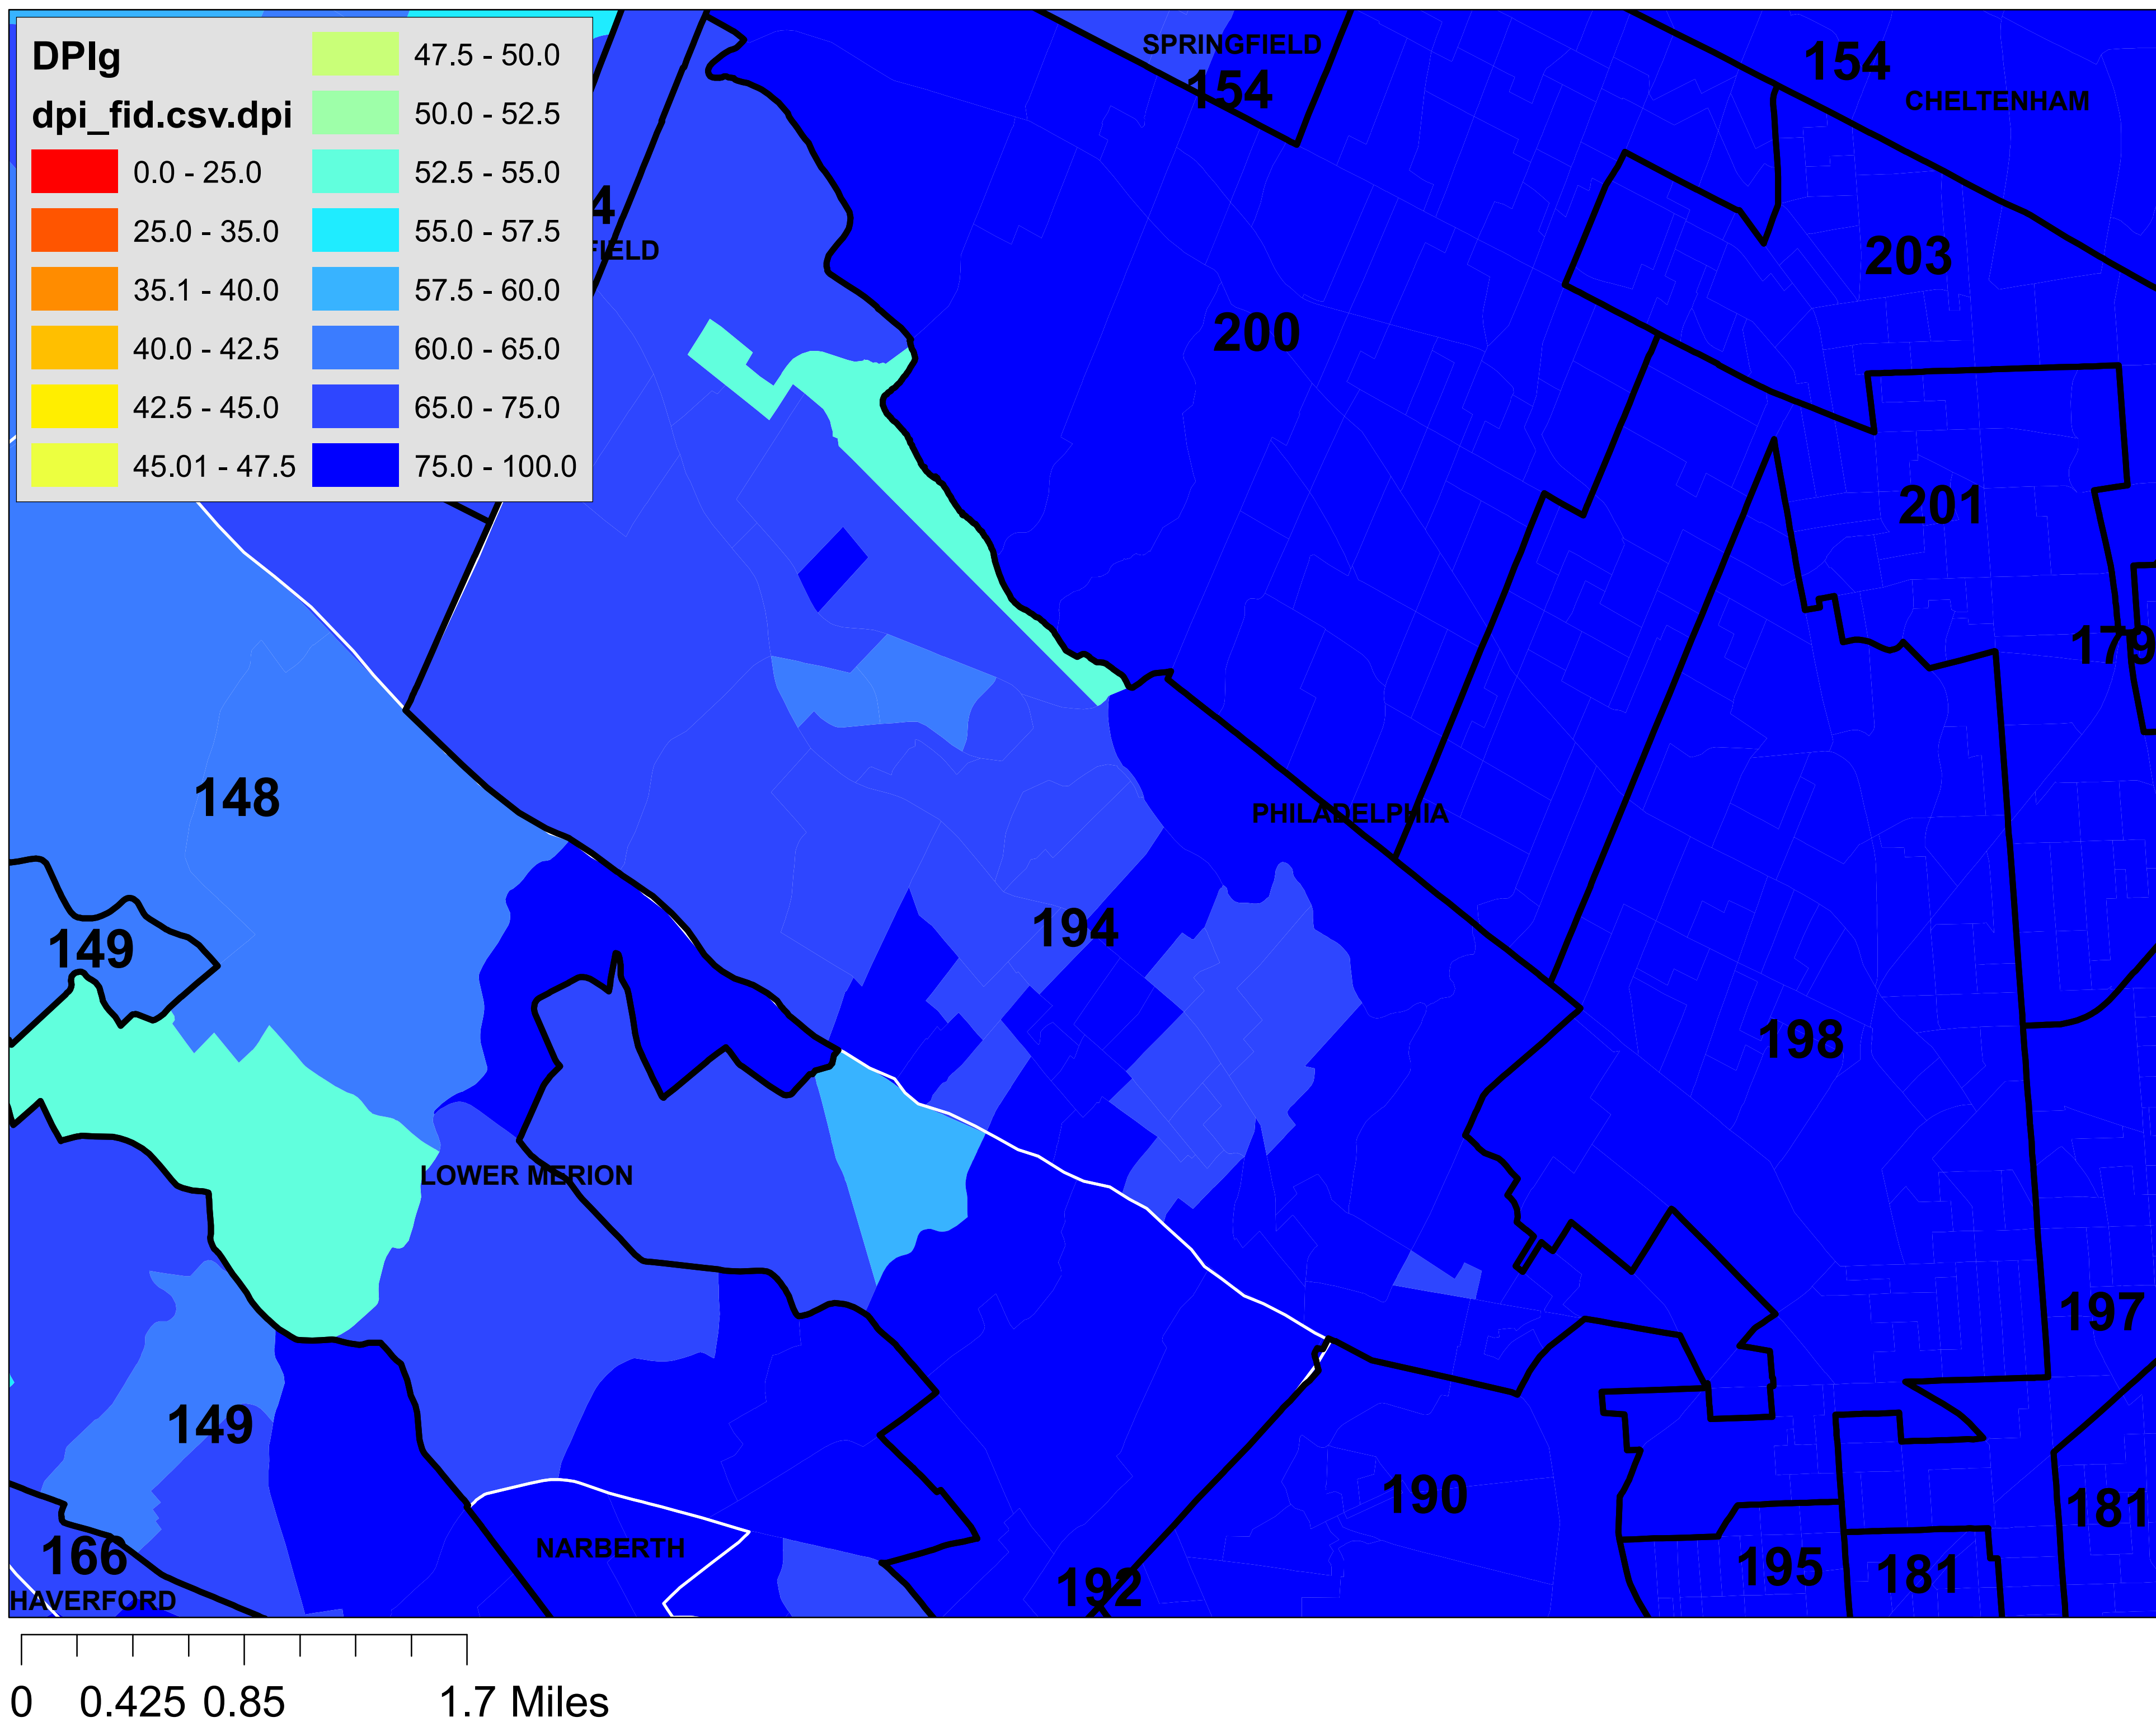 DPIg
dpi_fid.csv.dpi
0.0 - 25.0
25.0 - 35.0
35.1 - 40.0
40.0 - 42.5
42.5 - 45.0
45.01 - 47.5
47.5 - 50.0
50.0 - 52.5
52.5 - 55.0
55.0 - 57.5
57.5 - 60.0
60.0 - 65.0
65.0 - 75.0
75.0 - 100.0
SPRINGFIELD
154
154
CHELTENHAM
4
FIELD
203
200
201
179
148
PHILADELPHIA
194
149
198
LOWER MERION
197
149
190
181
NARBERTH
166
HAVERFORD
192
195
181
0 0.425 0.85 1.7 Miles